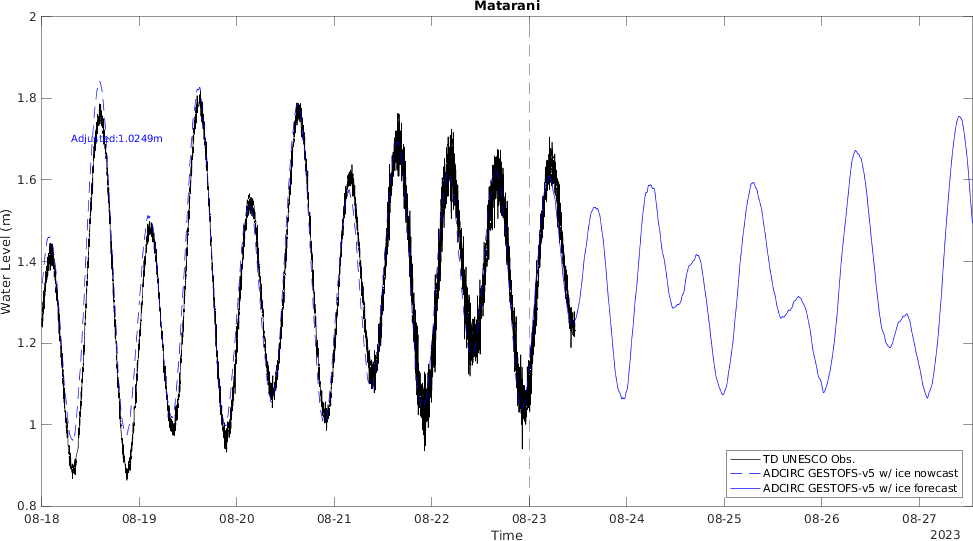 Matarani
2
1.8
Adjusted:1.0249m
1.6
Water Level (m)
1.4
1.2
1
0.8
TD UNESCO Obs.
ADCIRC GESTOFS-v5 w/ ice nowcast
ADCIRC GESTOFS-v5 w/ ice forecast
08-18 08-19 08-20 08-21 08-22 08-23 08-24 08-25 08-26 08-27
Time
2023